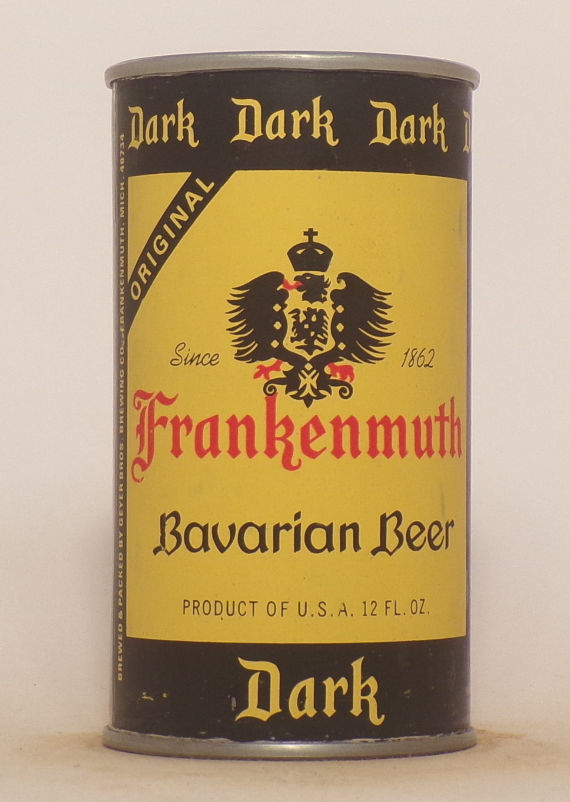 Dark Dark Dark D
ORIGINAL
Since 1862
Frankenmuth
Bavarian Beer
PRODUCT OF U.S.A. 12 FL. OZ.
Dark
BREWED & PACKED BY GEYER BROS. BREWING CO., FRANKENMUTH, MICH. 48734